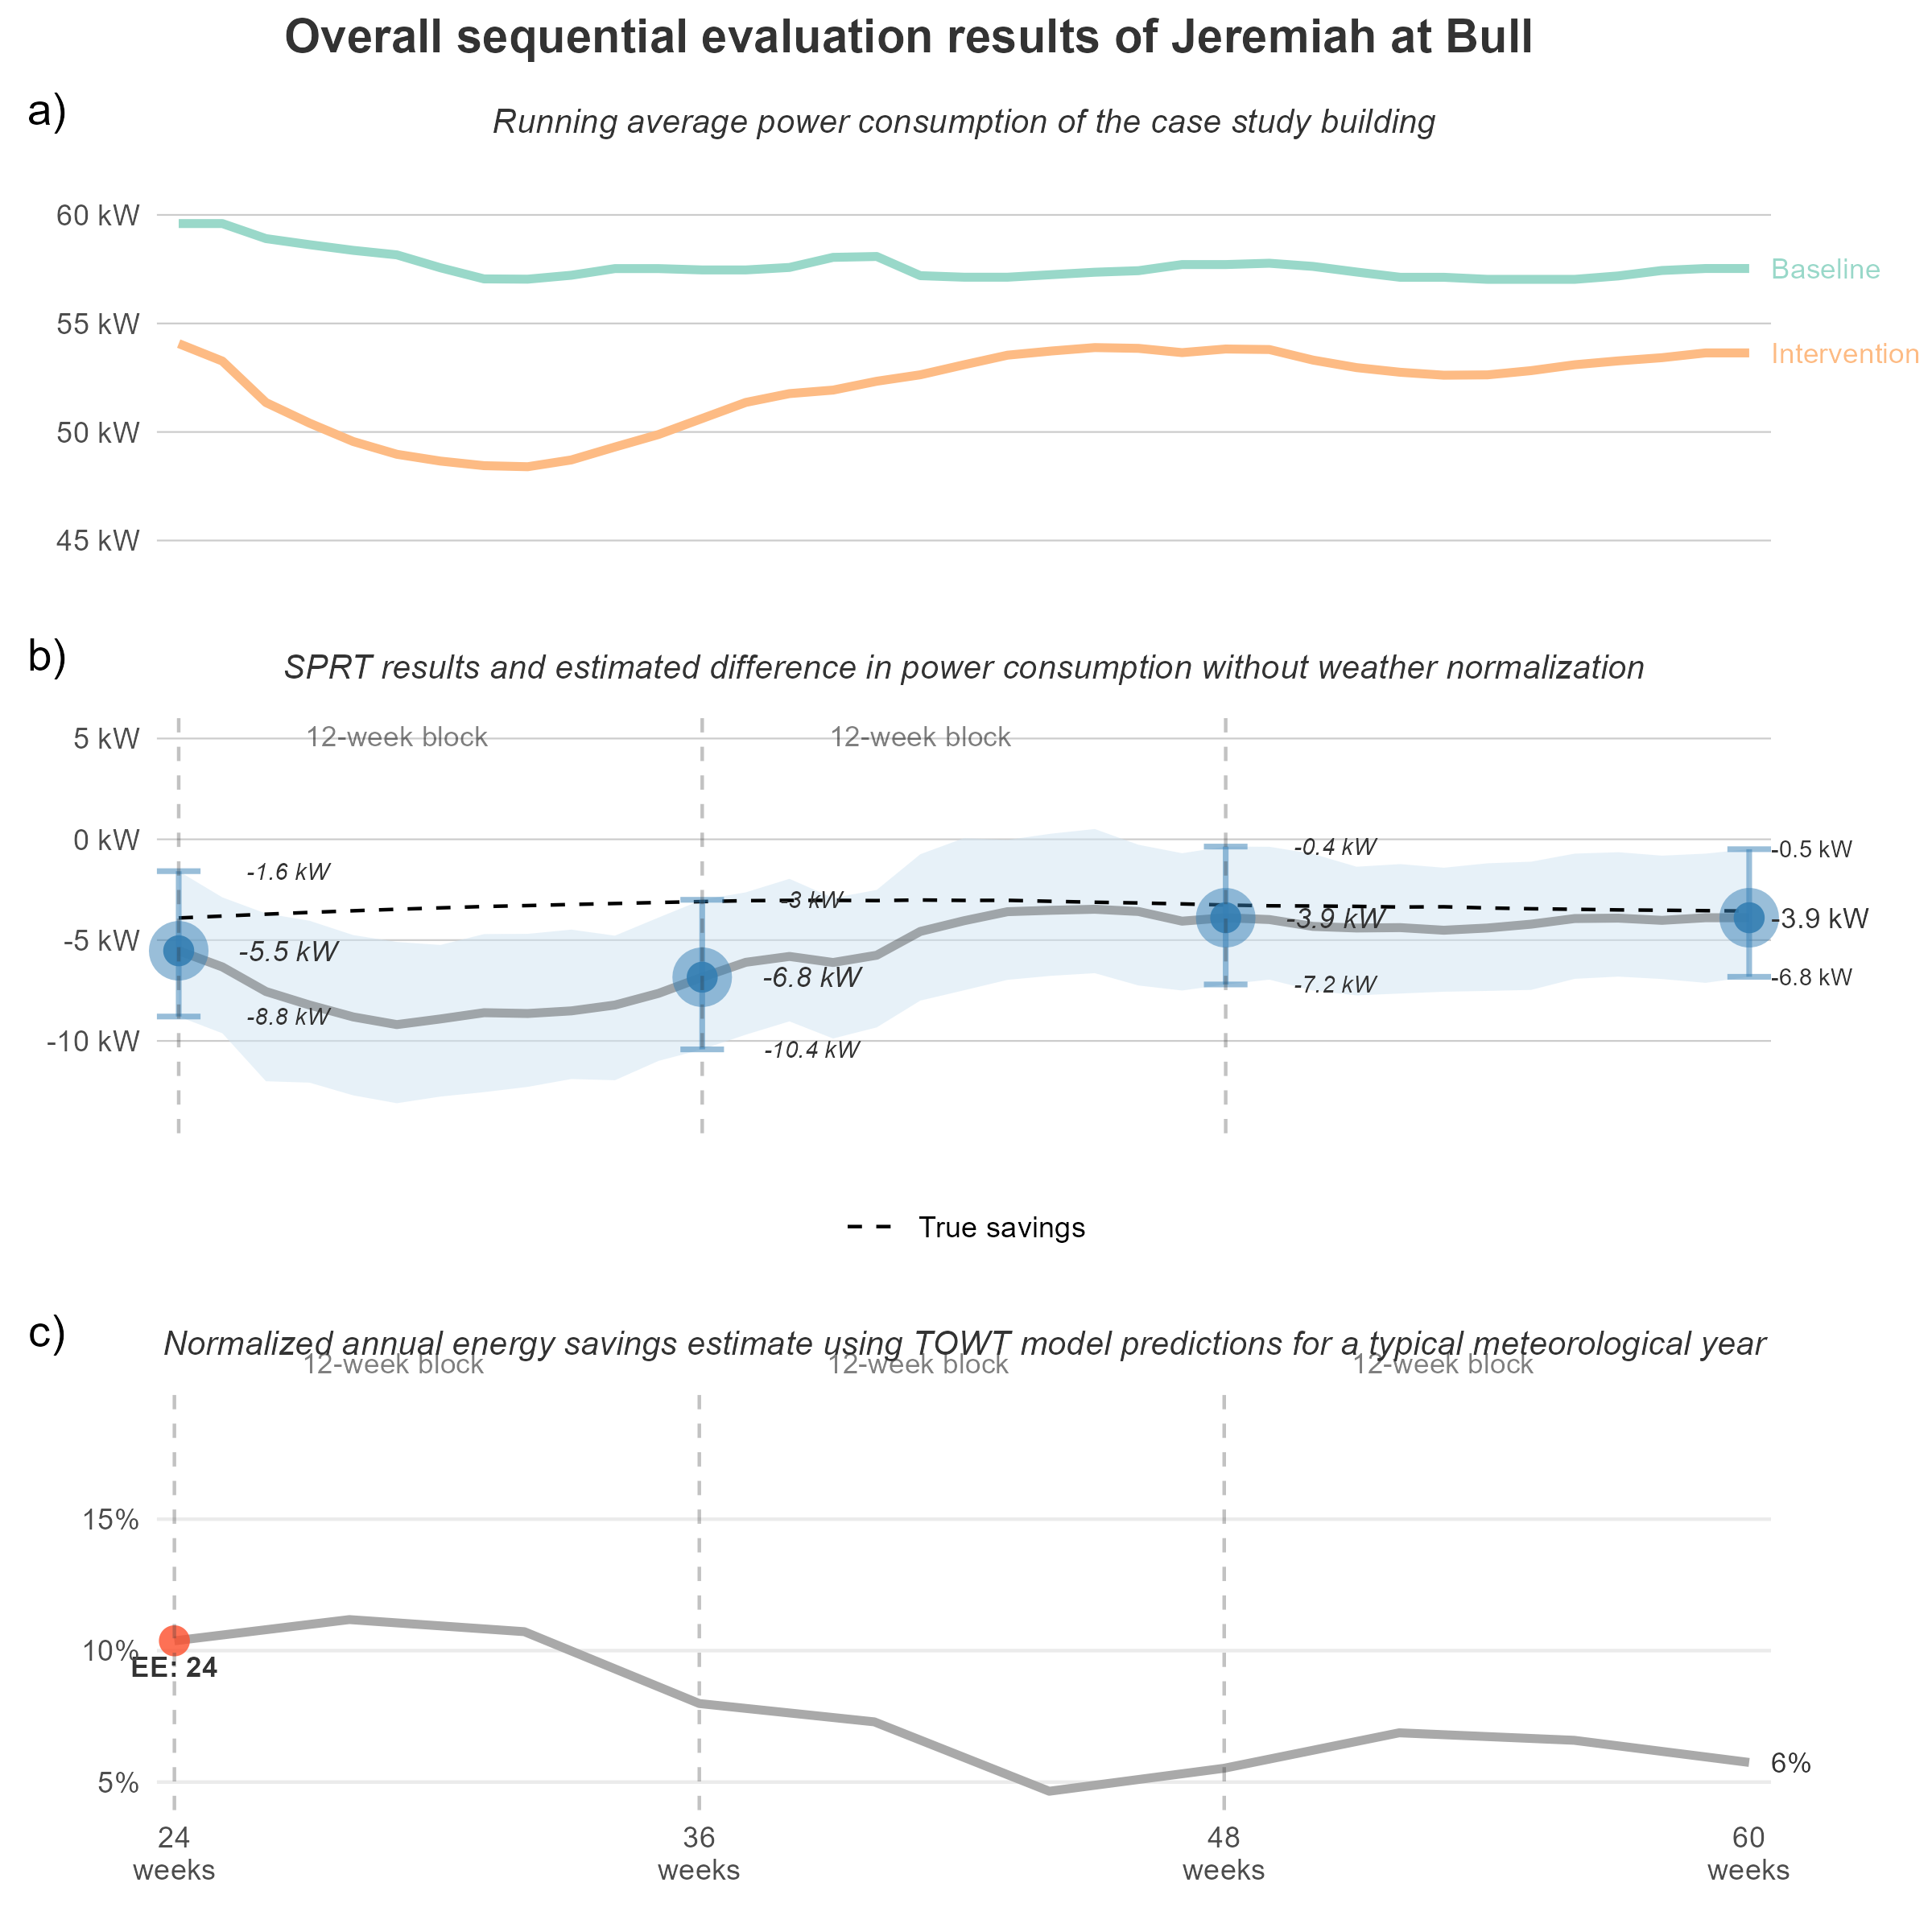 Overall sequential evaluation results of Jeremiah at Bull
a)
Running average power consumption of the case study building
60 kW
55 kW
50 kW
45 kW
Baseline
Intervention
b)
SPRT results and estimated difference in power consumption without weather normalization
12-week block
12-week block
5 kW
0 kW
-5 kW
-10 kW
-1.6 kW
-5.5 kW
-8.8 kW
-3 kW
-6.8 kW
-10.4 kW
-0.4 kW
-3.9 kW
-7.2 kW
-0.5 kW
-3.9 kW
-6.8 kW
True savings
c)
Normalized annual energy savings estimate using TOWT model predictions for a typical meteorological year
12-week block
12-week block
12-week block
15%
10%
5%
EE: 24
6%
24
weeks
36
weeks
48
weeks
60
weeks